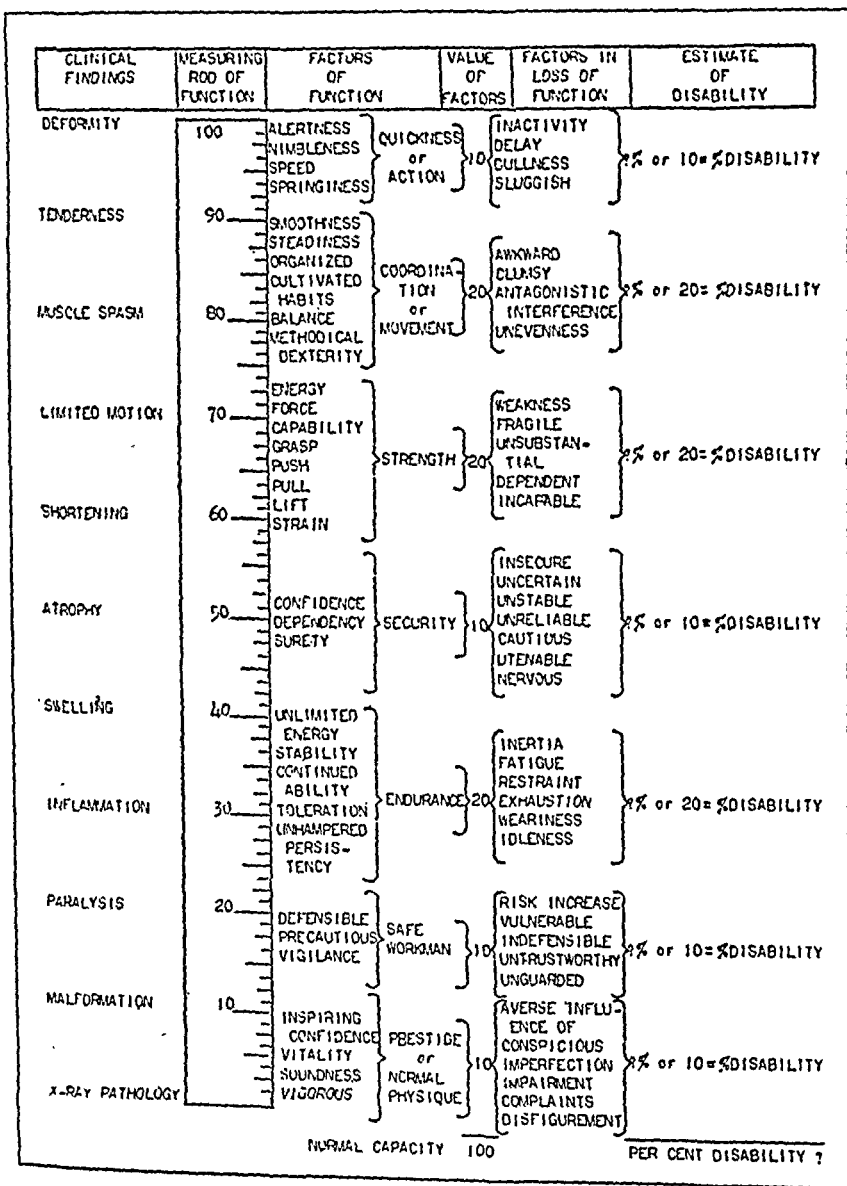 CLINICAL FINDINGS
MEASURING ROD OF FUNCTION
FACTORS OF FUNCTION
VALUE OF FACTORS
FACTORS IN LOSS OF FUNCTION
ESTIMATE OF DISABILITY
DEFORMITY
TENDERNESS
MUSCLE SPASM
LIMITED MOTION
SHORTENING
ATROPHY
SWELLING
INFLAMMATION
PARALYSIS
MALFORMATION
X-RAY PATHOLOGY
100
90
80
70
60
50
40
30
20
10
ALERTNESS
NIMBLENESS
SPEED
SPRINGINESS
QUICKNESS
or
ACTION
10
INACTIVITY
DELAY
DULLNESS
SLUGGISH
?% or 10=%DISABILITY
SMOOTHNESS
STEADINESS
ORGANIZED
CULTIVATED
HABITS
BALANCE
METHODICAL
DEXTERITY
COORDINA-
TION
or
MOVEMENT
20
AWKWARD
CLUMSY
ANTAGONISTIC
INTERFERENCE
UNEVENNESS
?% or 20=%DISABILITY
ENERGY
FORCE
CAPABILITY
GRASP
PUSH
PULL
LIFT
STRAIN
STRENGTH
20
WEAKNESS
FRAGILE
UNSUBSTAN-
TIAL
DEPENDENT
INCAPABLE
?% or 20=%DISABILITY
CONFIDENCE
DEPENDENCY
SURETY
SECURITY
10
INSECURE
UNCERTAIN
UNSTABLE
UNRELIABLE
CAUTIOUS
UTENABLE
NERVOUS
?% or 10=%DISABILITY
UNLIMITED
ENERGY
STABILITY
CONTINUED
ABILITY
TOLERATION
UNHAMPERED
PERSIS-
TENCY
ENDURANCE
20
INERTIA
FATIGUE
RESTRAINT
EXHAUSTION
WEARINESS
IDLENESS
?% or 20=%DISABILITY
DEFENSIBLE
PRECAUTIOUS
VIGILANCE
SAFE
WORKMAN
10
RISK INCREASE
VULNERABLE
INDEFENSIBLE
UNTRUSTWORTHY
UNGUARDED
?% or 10=%DISABILITY
INSPIRING
CONFIDENCE
VITALITY
SOUNDNESS
VIGOROUS
PRESTIGE
or
NORMAL
PHYSIQUE
10
AVERSE INFLU-
ENCE OF
CONSPICIOUS
IMPERFECTION
IMPAIRMENT
COMPLAINTS
DISFIGUREMENT
?% or 10=%DISABILITY
NORMAL CAPACITY 100
PER CENT DISABILITY ?